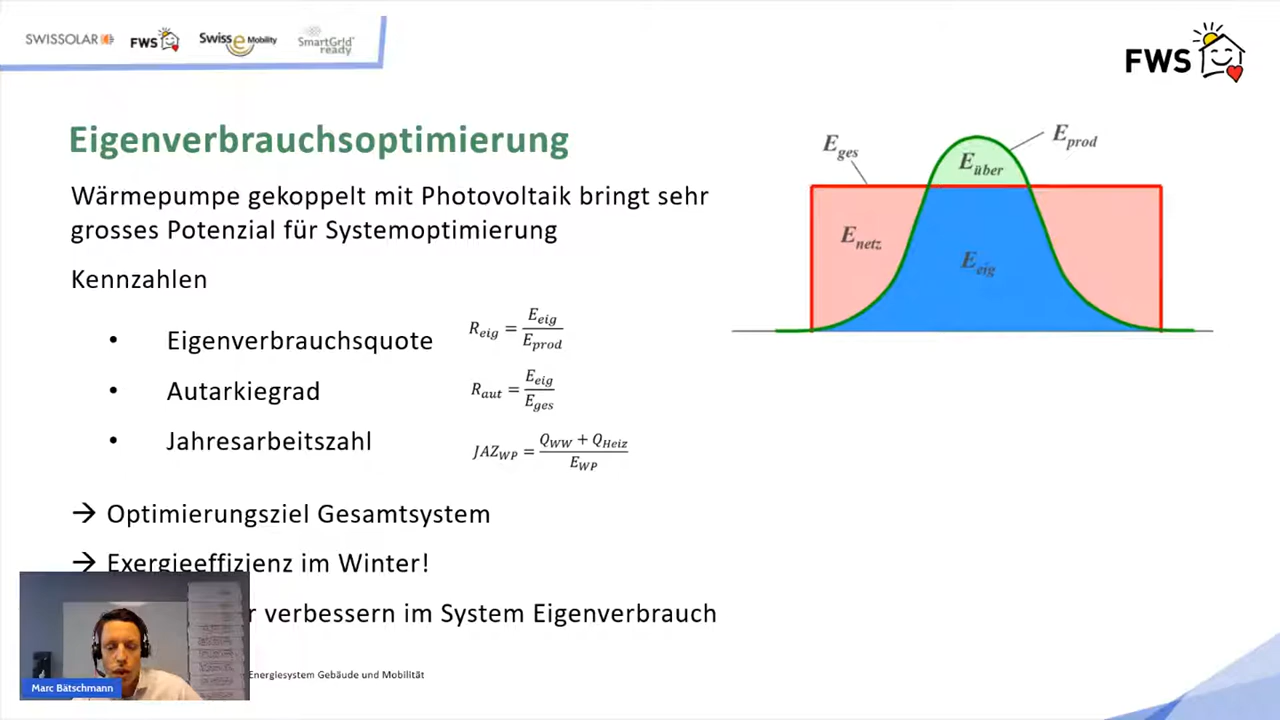 SWISSOLAR
FWS
Swiss eMobility
SmartGrid ready
FWS
Eigenverbrauchsoptimierung
Wärmepumpe gekoppelt mit Photovoltaik bringt sehr
grosses Potenzial für Systemoptimierung
Kennzahlen
• Eigenverbrauchsquote R_eig = E_eig / E_prod
• Autarkiegrad R_aut = E_eig / E_ges
• Jahresarbeitszahl JAZ_WP = Q_WW + Q_Heiz / E_WP
→ Optimierungsziel Gesamtsystem
→ Exergieeffizienz im Winter!
verbessern im System Eigenverbrauch
Energiesystem Gebäude und Mobilität
E_ges
E_prod
E_über
E_netz
E_eig
Marc Bätschmann